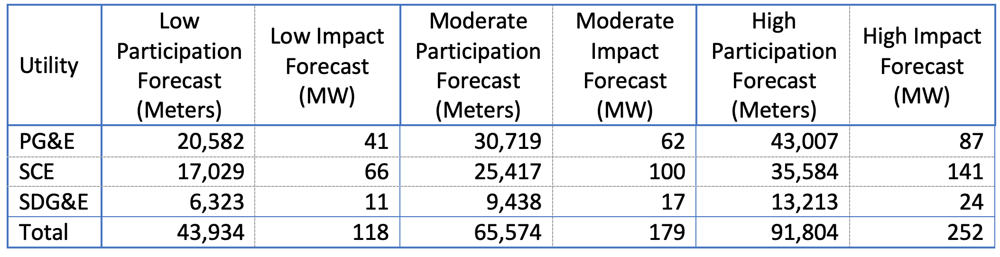 Utility
Low
Participation
Forecast
(Meters)
Low Impact
Forecast
(MW)
Moderate
Participation
Forecast
(Meters)
Moderate
Impact
Forecast
(MW)
High
Participation
Forecast
(Meters)
High Impact
Forecast
(MW)
PG&E 20,582 41 30,719 62 43,007 87
SCE 17,029 66 25,417 100 35,584 141
SDG&E 6,323 11 9,438 17 13,213 24
Total 43,934 118 65,574 179 91,804 252